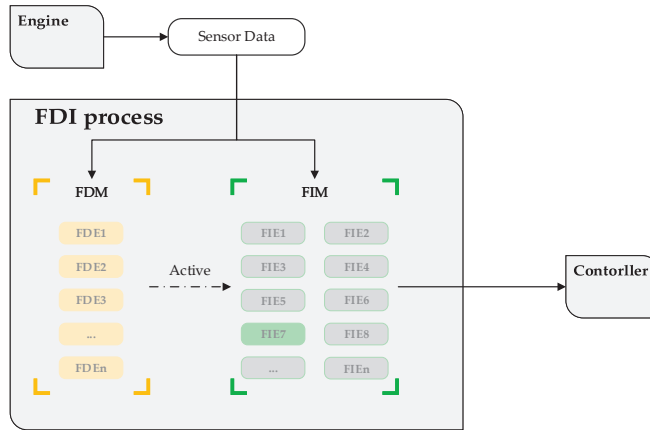 Engine
Sensor Data
FDI process
FDM
FIM
FDE1
FDE2
FDE3
...
FDEn
Active
FIE1
FIE2
FIE3
FIE4
FIE5
FIE6
FIE7
FIE8
...
FIEn
Contorller